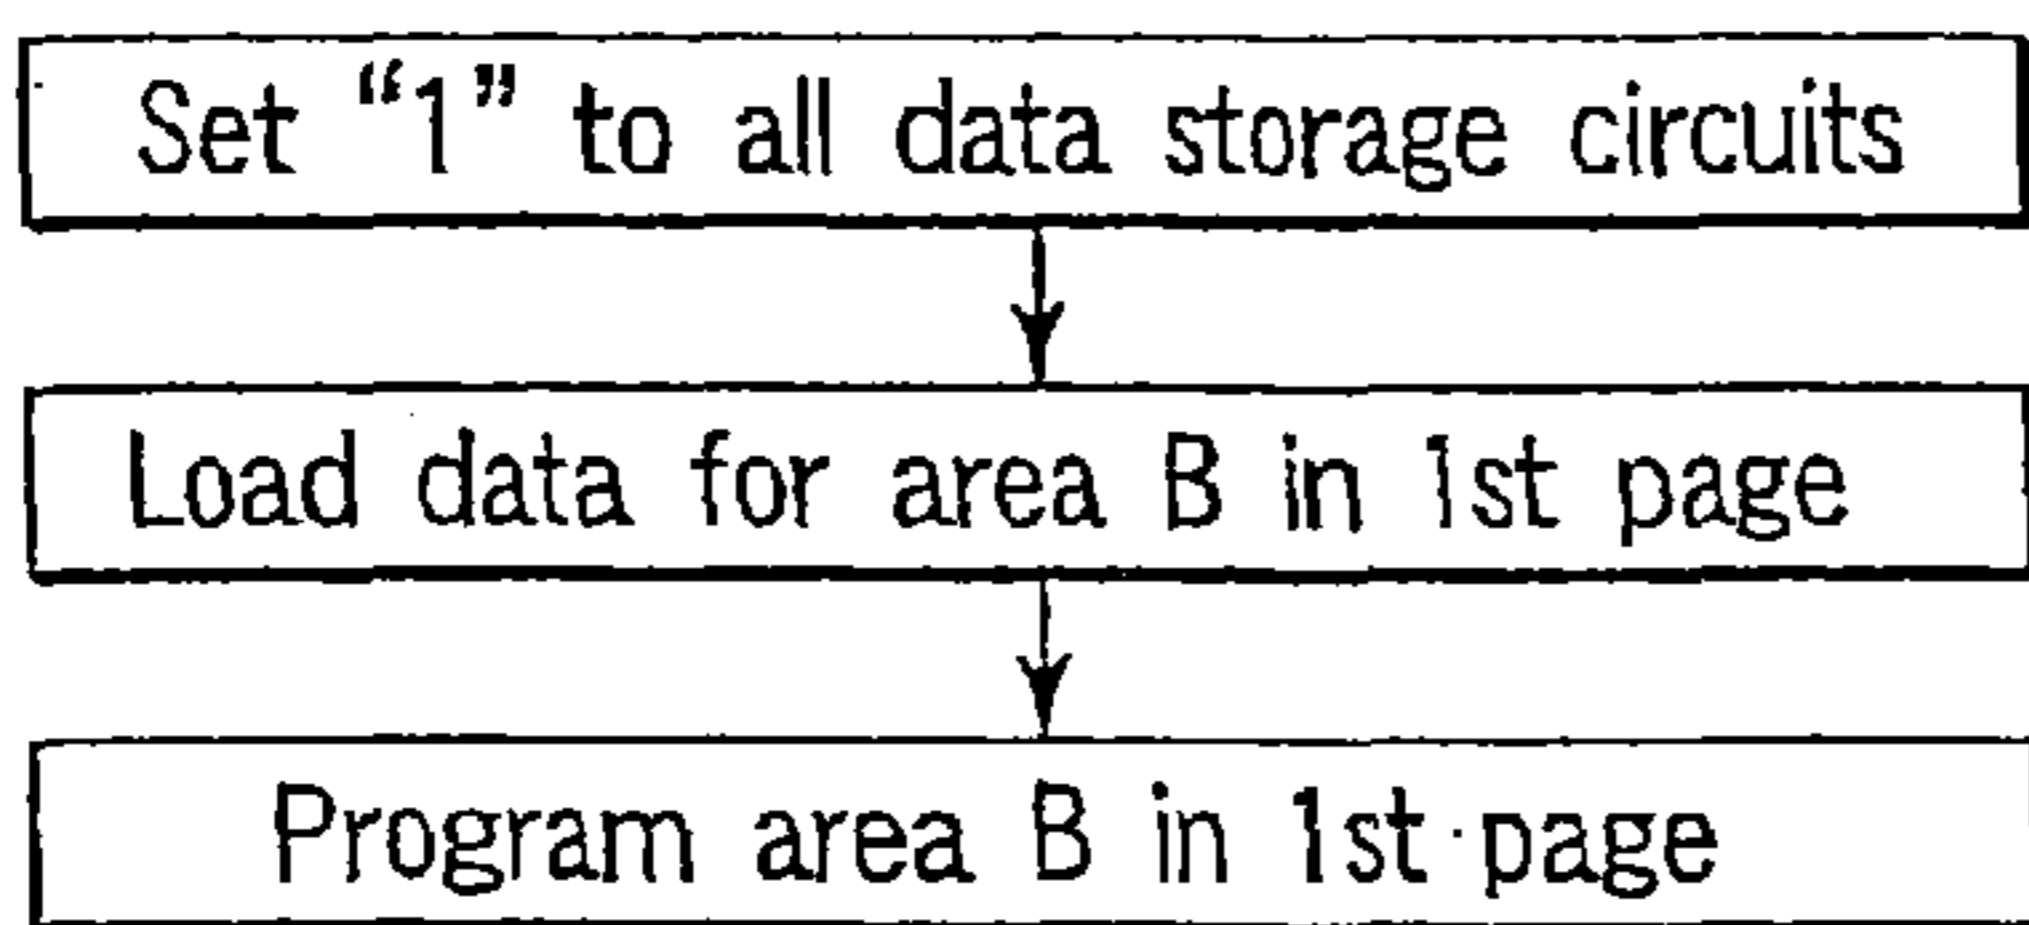 Set “1” to all data storage circuits
Load data for area B in 1st page
Program area B in 1st page